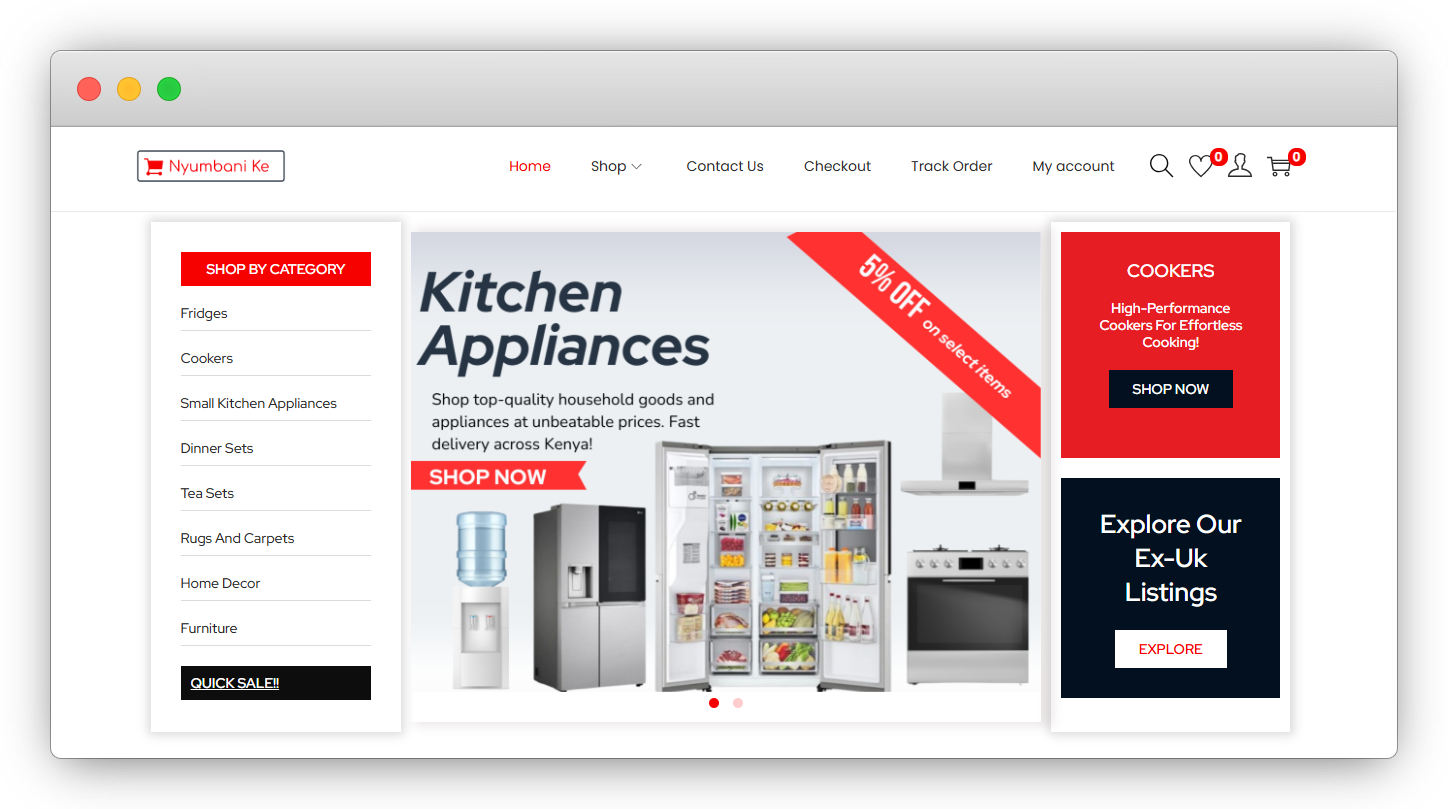 Nyumbani Ke
Home
Shop
Contact Us
Checkout
Track Order
My account
0
0
SHOP BY CATEGORY
Fridges
Cookers
Small Kitchen Appliances
Dinner Sets
Tea Sets
Rugs And Carpets
Home Decor
Furniture
QUICK SALE!!
Kitchen
Appliances
5% OFF on select items
Shop top-quality household goods and
appliances at unbeatable prices. Fast
delivery across Kenya!
SHOP NOW
COOKERS
High-Performance
Cookers For Effortless
Cooking!
SHOP NOW
Explore Our
Ex-Uk
Listings
EXPLORE